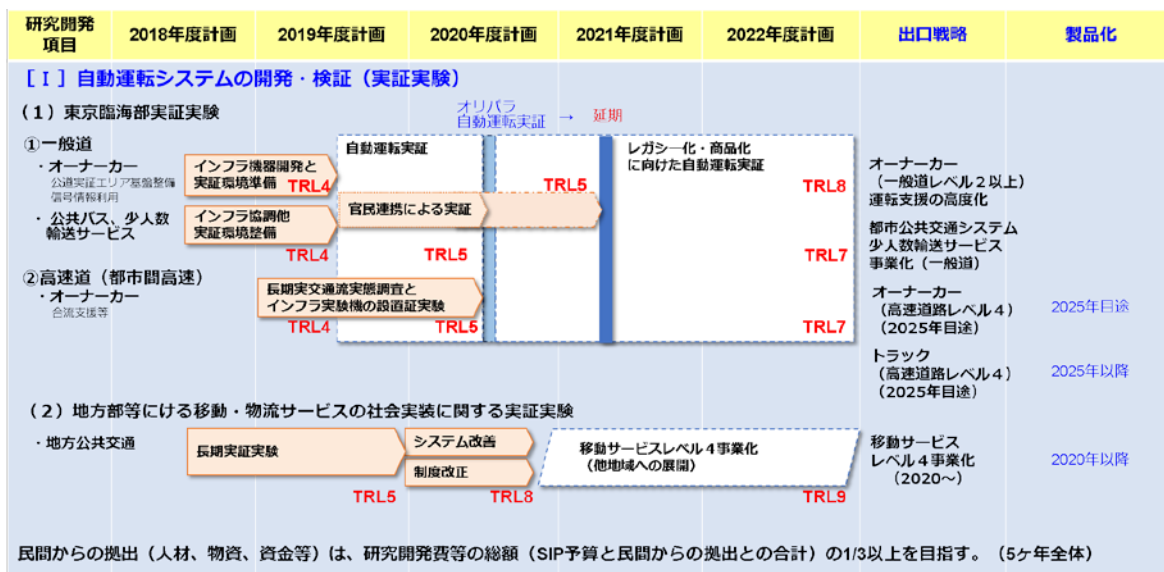 研究開発
項目
2018年度計画
2019年度計画
2020年度計画
2021年度計画
2022年度計画
出口戦略
製品化
［Ⅰ］自動運転システムの開発・検証（実証実験）
（１）東京臨海部実証実験
オリパラ
自動運転実証 → 延期
①一般道
・オーナーカー
公道実証エリア基盤整備
信号情報利用
・公共バス、少人数
輸送サービス
インフラ機器開発と
実証環境準備
TRL4
インフラ協調他
実証環境整備
TRL4
自動運転実証
官民連携による実証
TRL5
TRL5
レガシー化・商品化
に向けた自動運転実証
TRL8
TRL7
オーナーカー
（一般道レベル２以上）
運転支援の高度化
都市公共交通システム
少人数輸送サービス
事業化（一般道）
②高速道（都市間高速）
・オーナーカー
合流支援等
長期実交通流実態調査と
インフラ実験機の設置証実験
TRL4
TRL5
TRL7
オーナーカー
（高速道路レベル４）
（2025年目途）
2025年目途
トラック
（高速道路レベル４）
（2025年目途）
2025年以降
（２）地方部等にける移動・物流サービスの社会実装に関する実証実験
・地方公共交通
長期実証実験
TRL5
システム改善
制度改正
TRL8
移動サービスレベル４事業化
（他地域への展開）
TRL9
移動サービス
レベル４事業化
（2020～）
2020年以降
民間からの拠出（人材、物資、資金等）は、研究開発費等の総額（SIP予算と民間からの拠出との合計）の1/3以上を目指す。（5ヶ年全体）